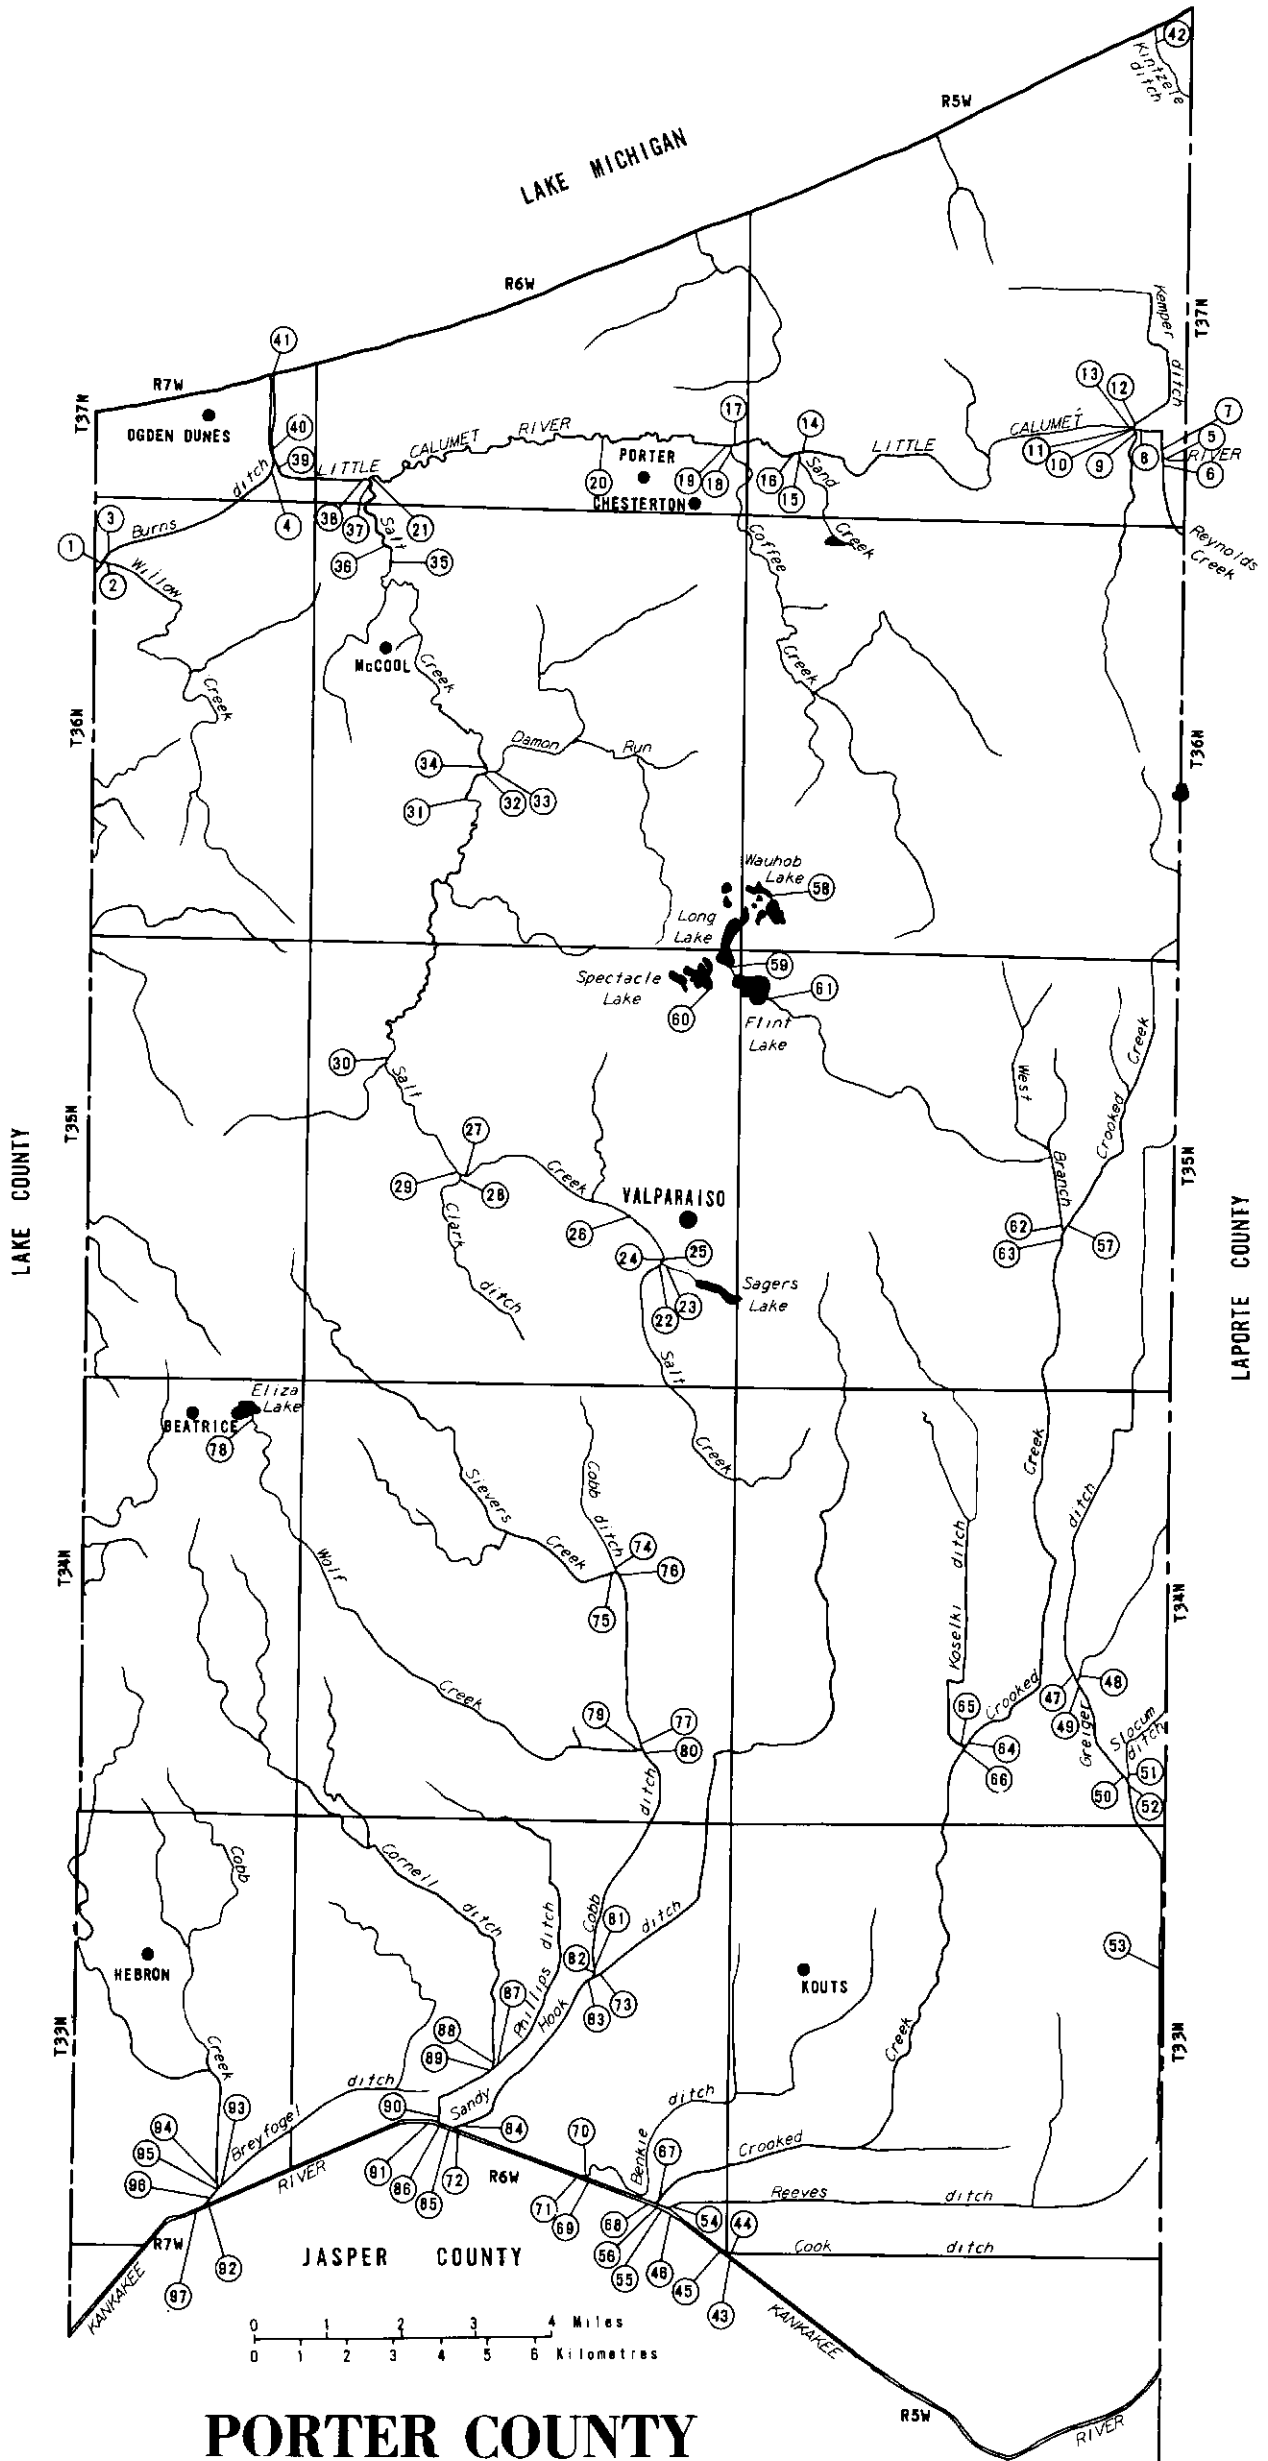 42
Kintzele
ditch
R5W
LAKE MICHIGAN
R6W
Kemper
ditch
T37N
41
R7W
T37N
OGDEN DUNES
13
12
17
14
7
40
CALUMET RIVER
PORTER
LITTLE
CALUMET
5
RIVER
39
LITTLE
ditch
11
10
9
8
6
20
19
18
16
15
Sand
Creek
CHESTERTON
3
4
38
37
21
Burns
Salt
Coffee
Reynolds
Creek
1
2
Willow
36
35
McCOOL
Creek
Creek
Creek
T36N
T36N
Damon Run
34
31
32
33
Wauhob
Lake
58
Long
Lake
59
Spectacle
Lake
60
61
Flint
Lake
30
Salt
West
Creek
Crooked
LAKE COUNTY
T35N
27
29
28
Creek
Branch
T35N
VALPARAISO
Clark
ditch
26
24
25
62
63
57
LAPORTE COUNTY
22
23
Sagers
Lake
Salt
Eliza
Lake
BEATRICE
78
Creek
Sievers
Creek
Cobb
ditch
Creek
ditch
T34N
Wolf
74
76
75
Koselki ditch
T34N
Creek
79
77
80
65
Crooked
64
66
47
48
49
Greiger
Slocum
ditch
51
50
52
ditch
Cobb
Cornell
ditch
Phillips ditch
Cobb
81
ditch
82
53
HEBRON
KOUTS
87
Hook
83
73
T33N
88
89
Creek
Creek
T33N
ditch
ditch
93
90
Sandy
94
Breyfogel
84
95
70
Benkie
67
Crooked
96
RIVER
91
86
85
72
R6W
71
69
68
Reeves ditch
54
44
R7W
92
JASPER COUNTY
56
55
46
45
Cook ditch
97
43
KANKAKEE
KANKAKEE
0 1 2 3 4 Miles
0 1 2 3 4 5 6 Kilometres
R5W
RIVER
PORTER COUNTY